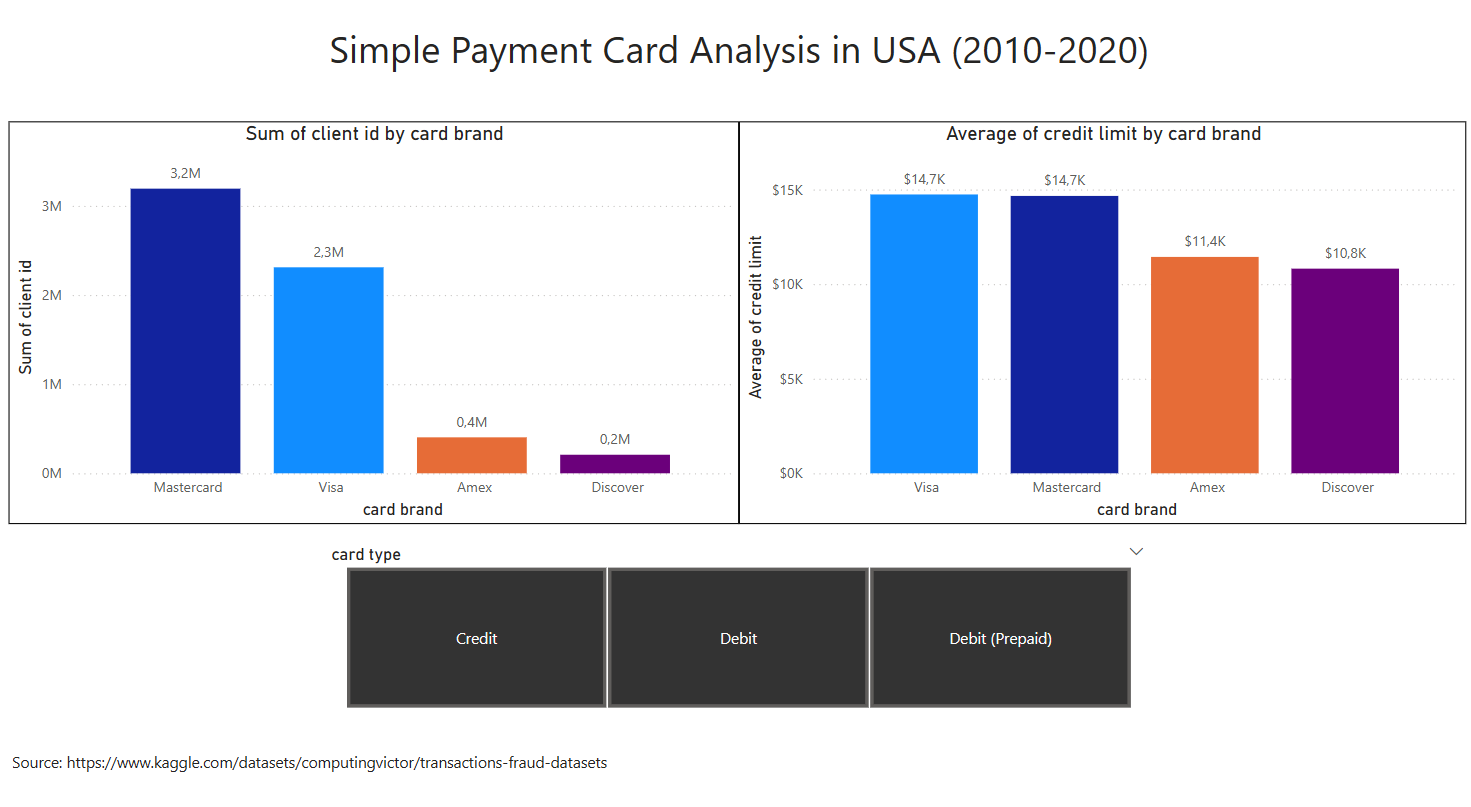 Simple Payment Card Analysis in USA (2010-2020)
Sum of client id by card brand
Sum of client id
3M
2M
1M
0M
3,2M
2,3M
0,4M
0,2M
Mastercard
Visa
Amex
Discover
card brand
Average of credit limit by card brand
Average of credit limit
$15K
$10K
$5K
$0K
$14,7K
$14,7K
$11,4K
$10,8K
Visa
Mastercard
Amex
Discover
card brand
card type
Credit
Debit
Debit (Prepaid)
Source: https://www.kaggle.com/datasets/computingvictor/transactions-fraud-datasets